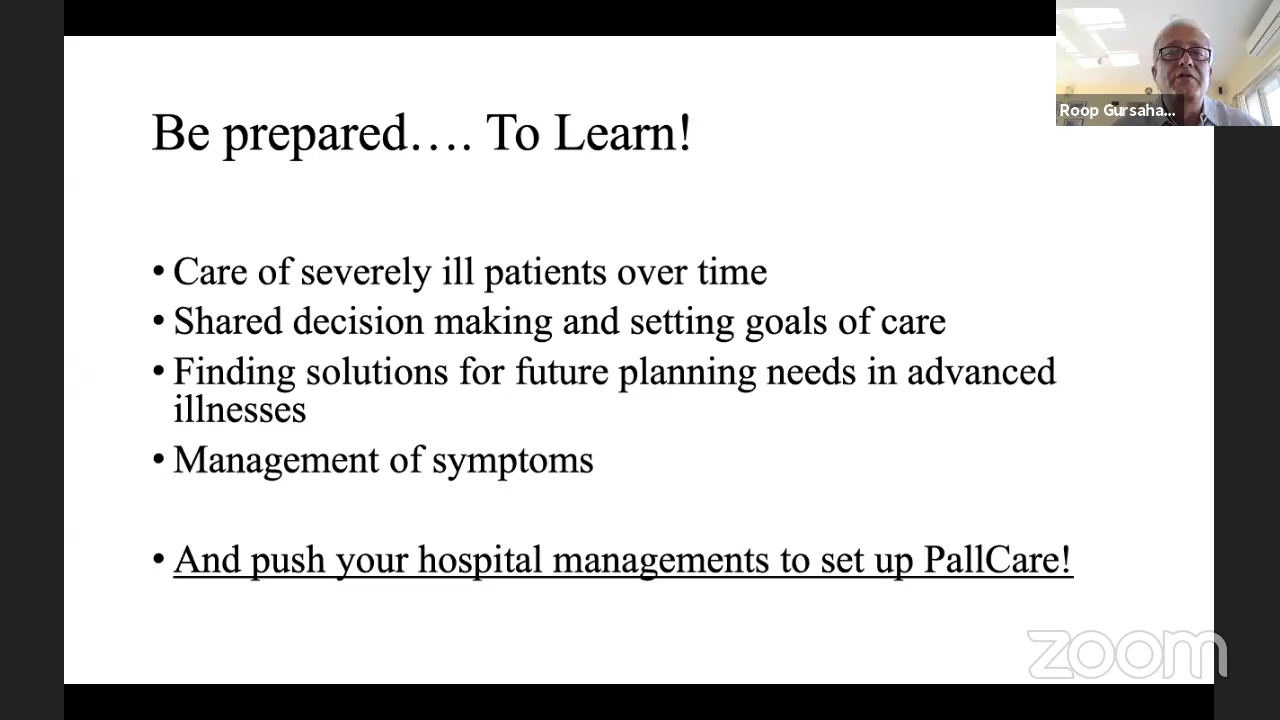 Roop Gursaha...
Be prepared…. To Learn!
• Care of severely ill patients over time
• Shared decision making and setting goals of care
• Finding solutions for future planning needs in advanced
illnesses
• Management of symptoms
• And push your hospital managements to set up PallCare!
zoom